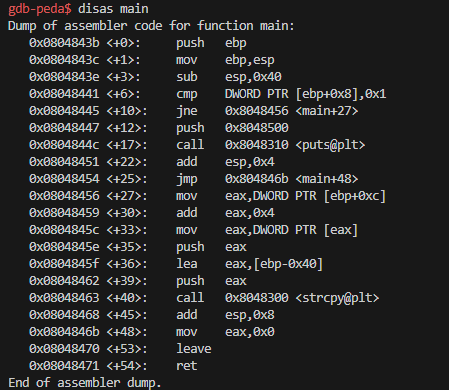 gdb-peda$ disas main
Dump of assembler code for function main:
   0x0804843b <+0>:     push   ebp
   0x0804843c <+1>:     mov    ebp,esp
   0x0804843e <+3>:     sub    esp,0x40
   0x08048441 <+6>:     cmp    DWORD PTR [ebp+0x8],0x1
   0x08048445 <+10>:    jne    0x8048456 <main+27>
   0x08048447 <+12>:    push   0x8048500
   0x0804844c <+17>:    call   0x8048310 <puts@plt>
   0x08048451 <+22>:    add    esp,0x4
   0x08048454 <+25>:    jmp    0x804846b <main+48>
   0x08048456 <+27>:    mov    eax,DWORD PTR [ebp+0xc]
   0x08048459 <+30>:    add    eax,0x4
   0x0804845c <+33>:    mov    eax,DWORD PTR [eax]
   0x0804845e <+35>:    push   eax
   0x0804845f <+36>:    lea    eax,[ebp-0x40]
   0x08048462 <+39>:    push   eax
   0x08048463 <+40>:    call   0x8048300 <strcpy@plt>
   0x08048468 <+45>:    add    esp,0x8
   0x0804846b <+48>:    mov    eax,0x0
   0x08048470 <+53>:    leave
   0x08048471 <+54>:    ret
End of assembler dump.